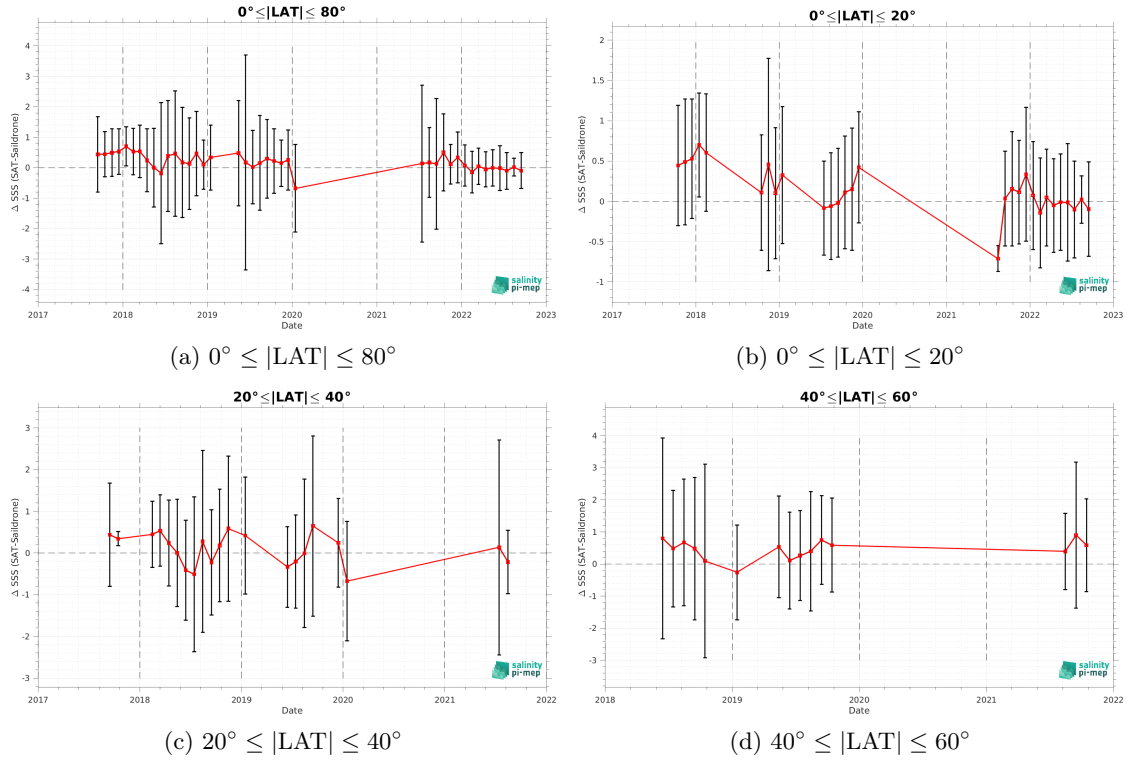 0°≤|LAT|≤ 80°
Δ SSS (SAT-Saildrone)
4
3
2
1
0
-1
-2
-3
-4
salinity
pi-mep
2017 2018 2019 2020 2021 2022 2023
Date
(a) 0° ≤ |LAT| ≤ 80°
0°≤|LAT|≤ 20°
Δ SSS (SAT-Saildrone)
2
1.5
1
0.5
0
-0.5
-1
salinity
pi-mep
2017 2018 2019 2020 2021 2022 2023
Date
(b) 0° ≤ |LAT| ≤ 20°
20°≤|LAT|≤ 40°
Δ SSS (SAT-Saildrone)
3
2
1
0
-1
-2
-3
salinity
pi-mep
2017 2018 2019 2020 2021 2022
Date
(c) 20° ≤ |LAT| ≤ 40°
40°≤|LAT|≤ 60°
Δ SSS (SAT-Saildrone)
4
3
2
1
0
-1
-2
-3
salinity
pi-mep
2018 2019 2020 2021 2022
Date
(d) 40° ≤ |LAT| ≤ 60°